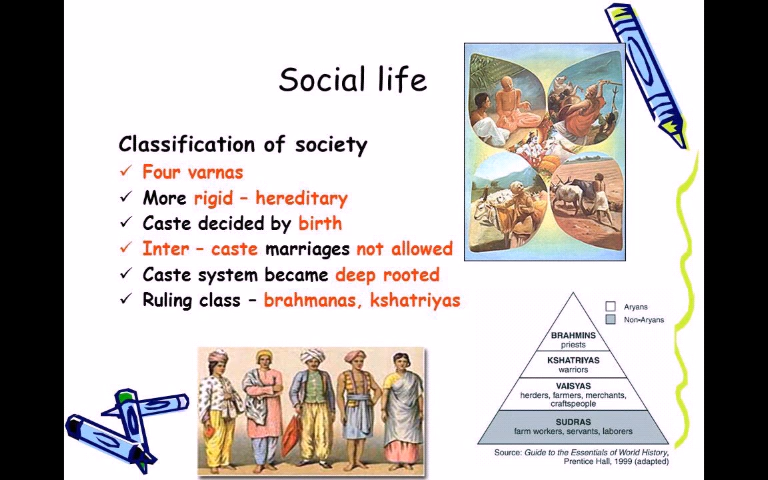 Social life
Classification of society
Four varnas
More rigid – hereditary
Caste decided by birth
Inter – caste marriages not allowed
Caste system became deep rooted
Ruling class – brahmanas, kshatriyas
Aryans
Non-Aryans
BRAHMINS
priests
KSHATRIYAS
warriors
VAISYAS
herders, farmers, merchants,
craftspeople
SUDRAS
farm workers, servants, laborers
Source: Guide to the Essentials of World History,
Prentice Hall, 1999 (adapted)